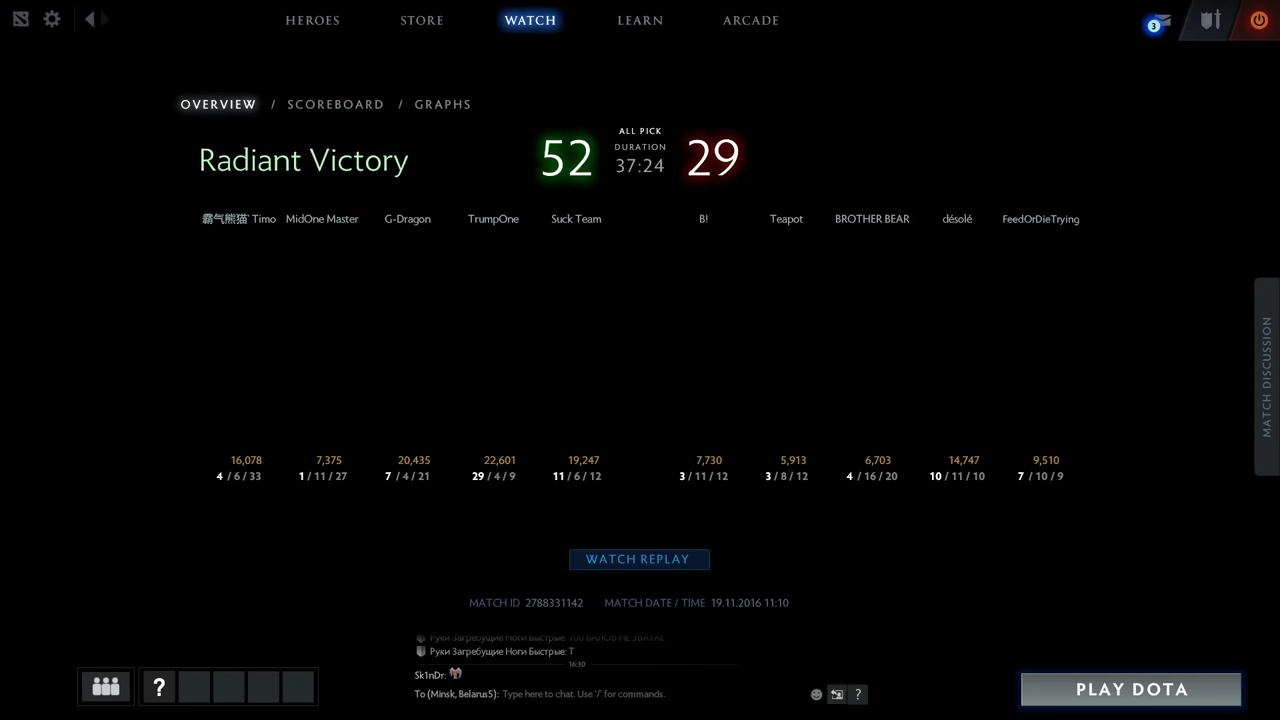 HEROES STORE WATCH LEARN ARCADE
3
OVERVIEW / SCOREBOARD / GRAPHS
ALL PICK
Radiant Victory 52 DURATION 29
37:24
霸气熊猫' Timo MidOne Master G-Dragon TrumpOne Suck Team B! Teapot BROTHER BEAR désolé FeedOrDieTrying
MATCH DISCUSSION
16,078 7,375 20,435 22,601 19,247 7,730 5,913 6,703 14,747 9,510
4 / 6 / 33 1 / 11 / 27 7 / 4 / 21 29 / 4 / 9 11 / 6 / 12 3 / 11 / 12 3 / 8 / 12 4 / 16 / 20 10 / 11 / 10 7 / 10 / 9
WATCH REPLAY
MATCH ID 2788331142 MATCH DATE / TIME 19.11.2016 11:10
Руки Загребущие Ноги Быстрые: 100
Руки Загребущие Ноги Быстрые: Т
16:30
Sk1nDr:
To (Minsk, Belarus5): Type here to chat. Use '/' for commands.
?
?
PLAY DOTA